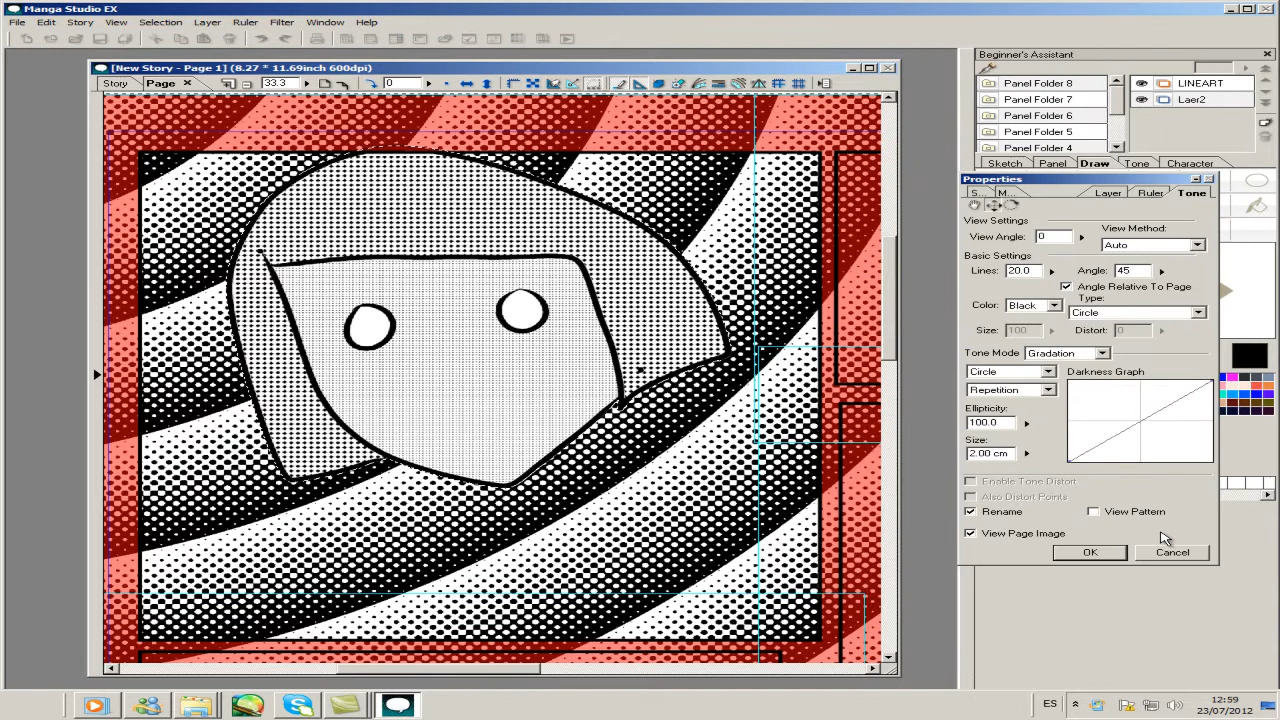 Manga Studio EX
File Edit Story View Selection Layer Ruler Filter Window Help
Beginner's Assistant
[New Story - Page 1] (8.27 * 11.69inch 600dpi)
Story Page 33.3 0
Panel Folder 8 LINEART
Panel Folder 7 Laer2
Panel Folder 6
Panel Folder 5
Panel Folder 4
Sketch Panel Draw Tone Character
Properties
S... M... Layer Ruler Tone
View Settings
View Angle: 0 View Method:
Auto
Basic Settings
Lines: 20.0 Angle: 45
Angle Relative To Page
Type:
Color: Black Circle
Size: 100 Distort: 0
Tone Mode Gradation
Circle Darkness Graph
Repetition
Ellipticity:
100.0
Size:
2.00 cm
Enable Tone Distort
Also Distort Points
Rename View Pattern
View Page Image
OK Cancel
ES 12:59
23/07/2012